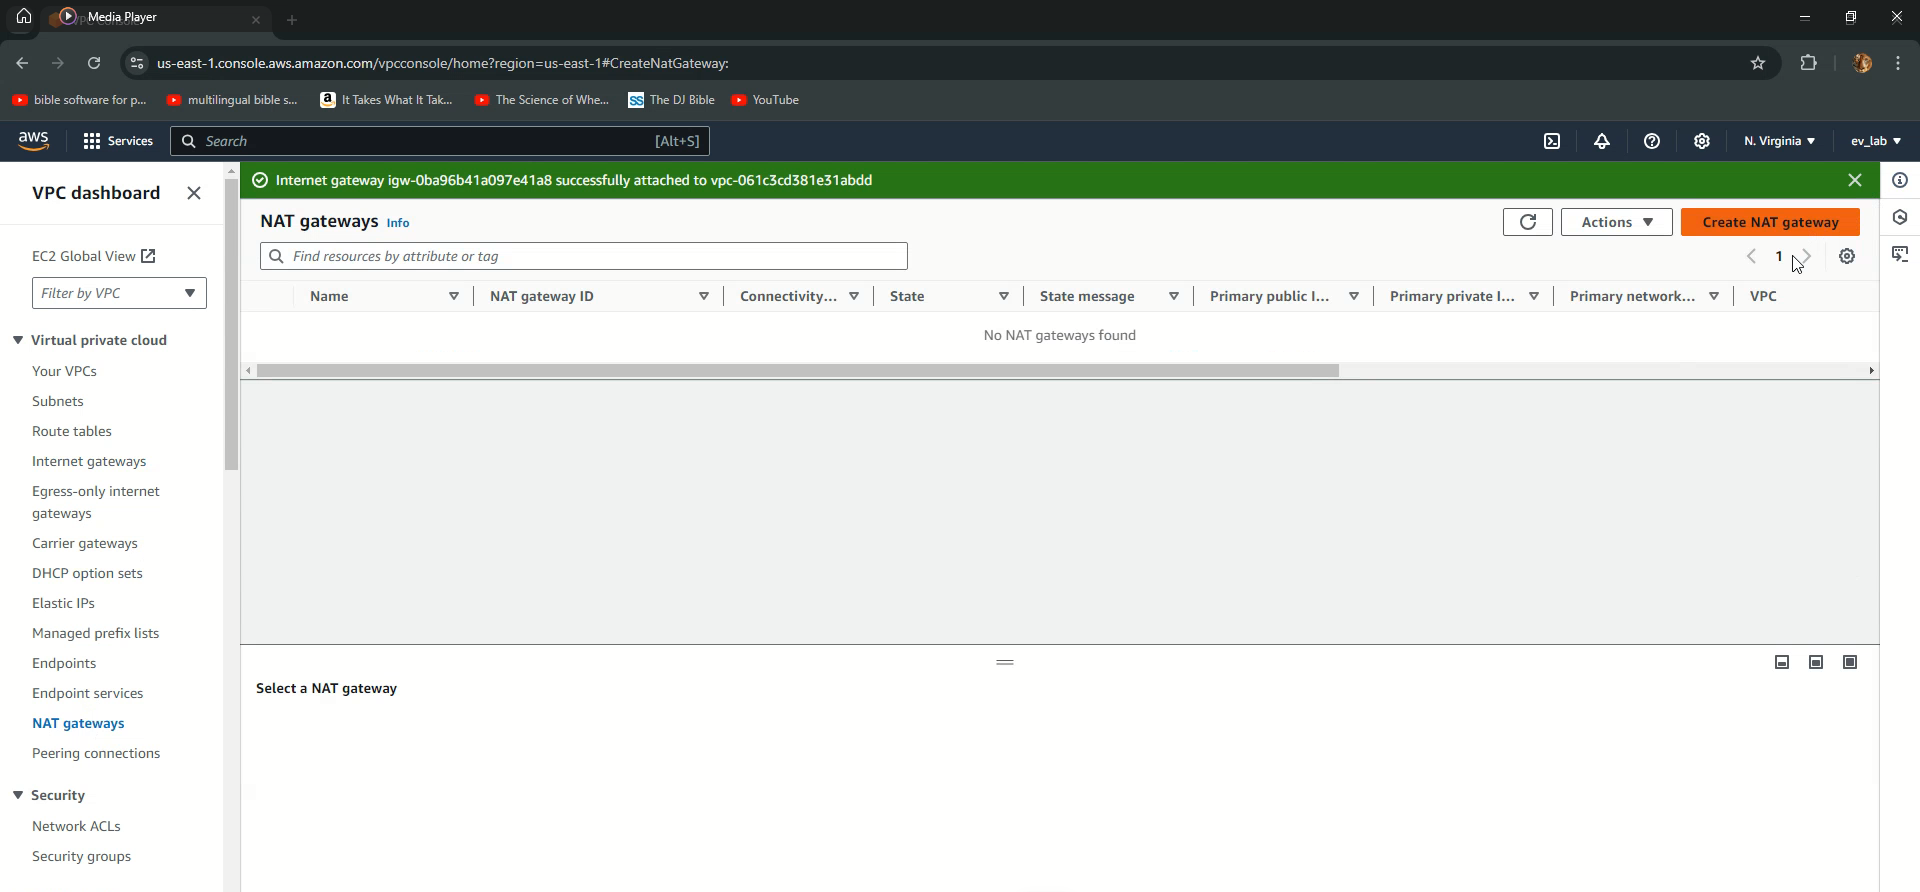 Media Player
us-east-1.console.aws.amazon.com/vpcconsole/home?region=us-east-1#CreateNatGateway:
bible software for p...
multilingual bible s...
It Takes What It Tak...
The Science of Whe...
The DJ Bible
YouTube
aws
Services
Search
[Alt+S]
N. Virginia
ev_lab
VPC dashboard
Internet gateway igw-0ba96b41a097e41a8 successfully attached to vpc-061c3cd381e31abdd
EC2 Global View
Filter by VPC
Virtual private cloud
Your VPCs
Subnets
Route tables
Internet gateways
Egress-only internet
gateways
Carrier gateways
DHCP option sets
Elastic IPs
Managed prefix lists
Endpoints
Endpoint services
NAT gateways
Peering connections
Security
Network ACLs
Security groups
NAT gateways Info
Actions
Create NAT gateway
Find resources by attribute or tag
1
Name
NAT gateway ID
Connectivity...
State
State message
Primary public I...
Primary private I...
Primary network...
VPC
No NAT gateways found
Select a NAT gateway